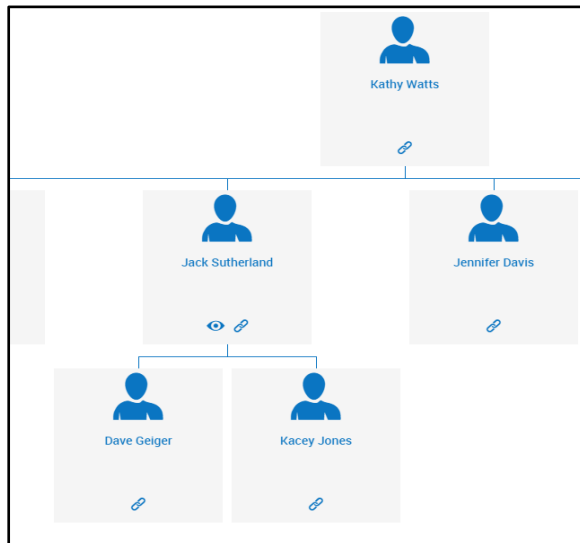 Kathy Watts
Jack Sutherland
Jennifer Davis
Dave Geiger
Kacey Jones